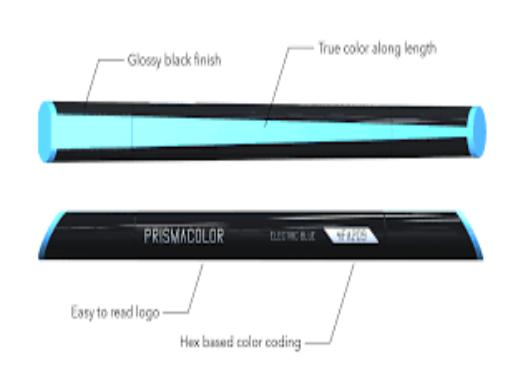 Glossy black finish
True color along length
PRISMACOLOR
ELECTRIC BLUE
Easy to read logo
Hex based color coding